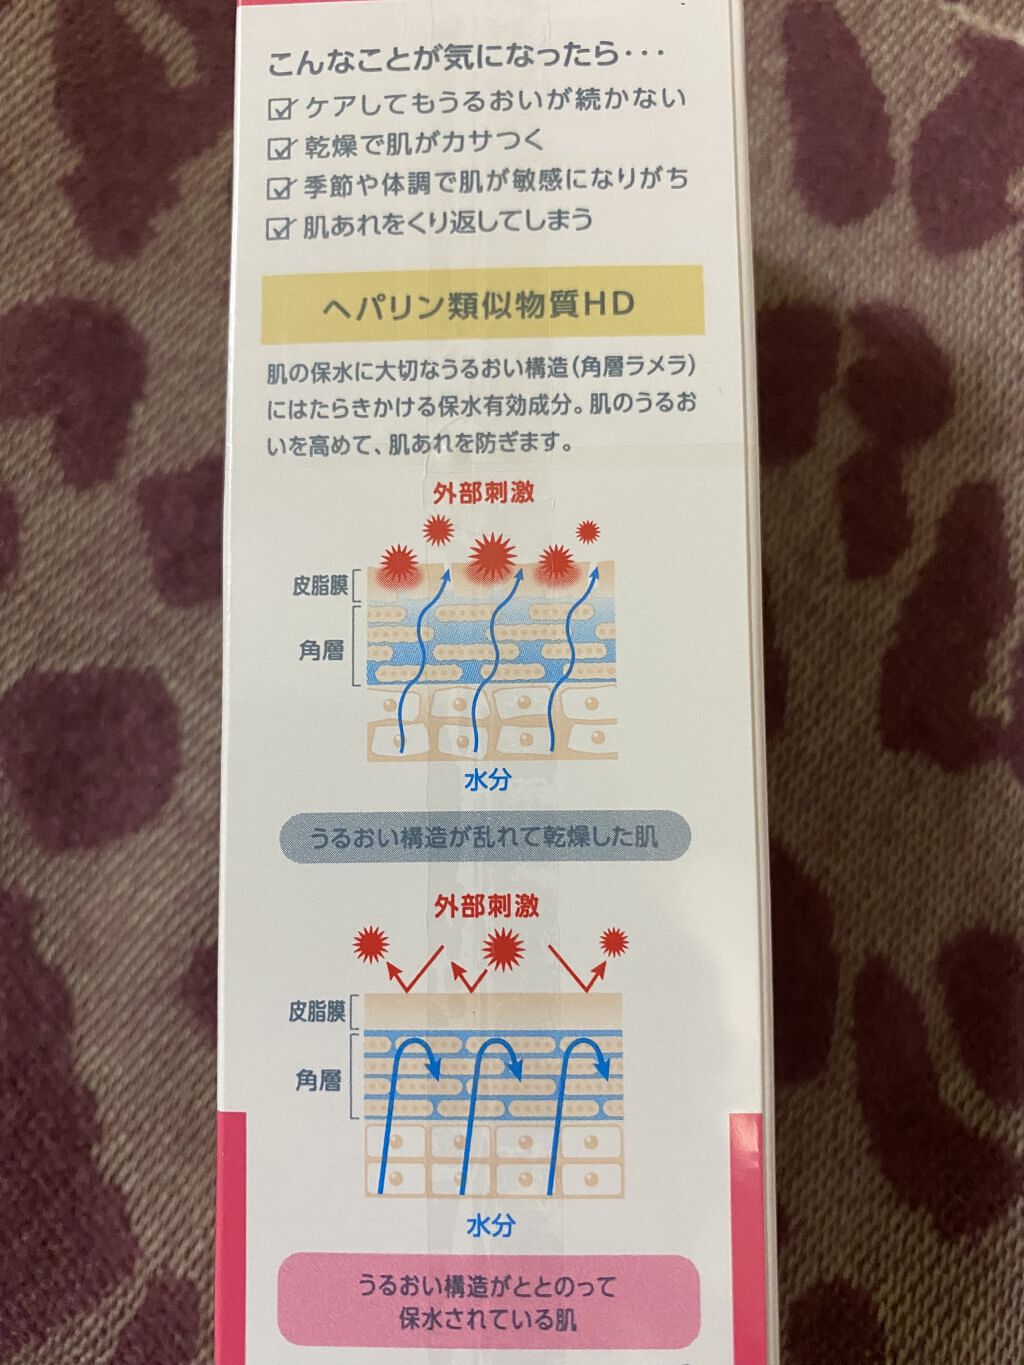 こんなことが気になったら・・・
ケアしてもうるおいが続かない
乾燥で肌がカサつく
季節や体調で肌が敏感になりがち
肌あれをくり返してしまう
ヘパリン類似物質HD
肌の保水に大切なうるおい構造(角層ラメラ)
にはたらきかける保水有効成分。肌のうるお
いを高めて、肌あれを防ぎます。
外部刺激
皮脂膜
角層
水分
うるおい構造が乱れて乾燥した肌
外部刺激
皮脂膜
角層
水分
うるおい構造がととのって
保水されている肌